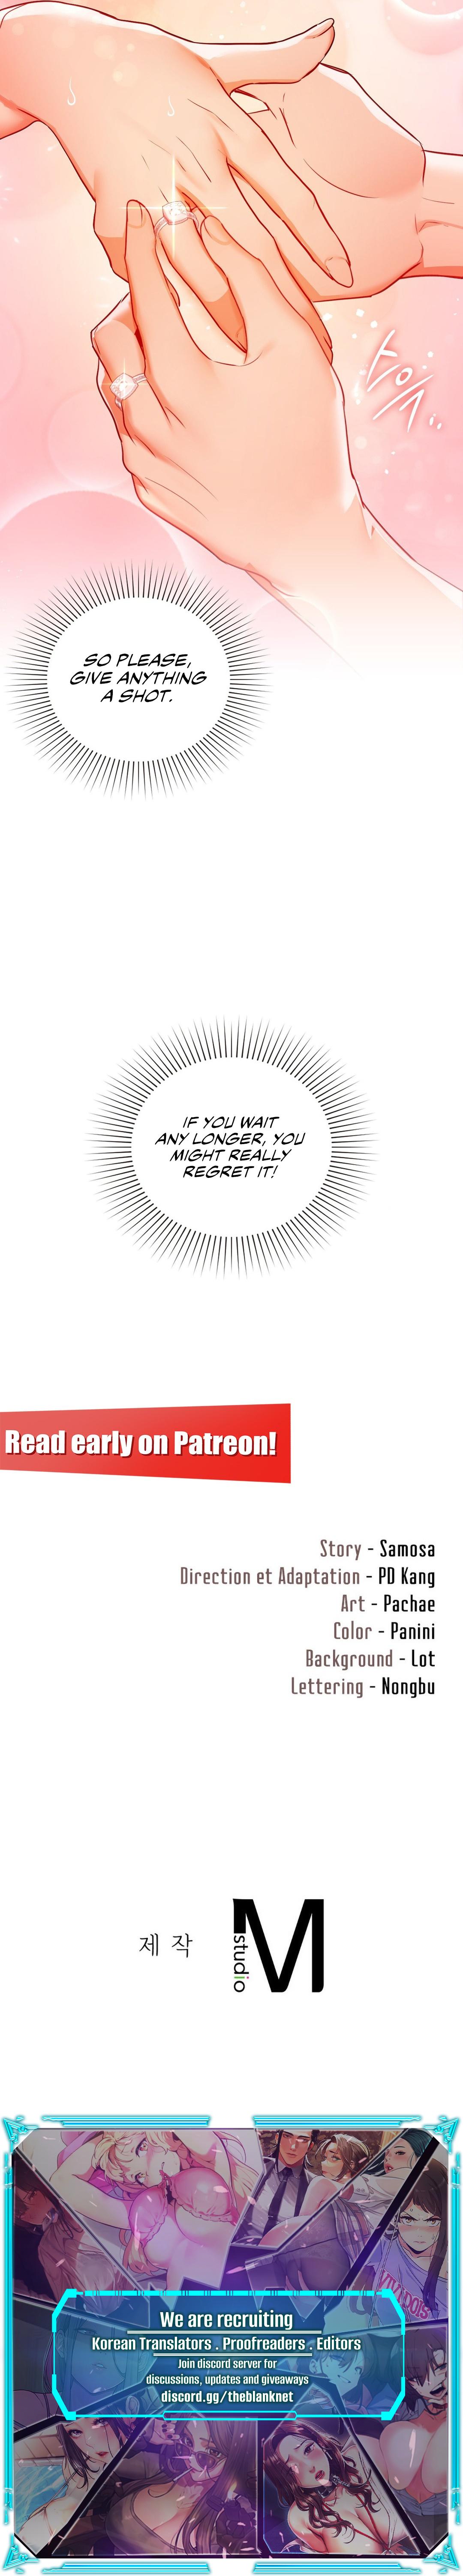 스윽..
SO PLEASE,
GIVE ANYTHING
A SHOT.
IF YOU WAIT
ANY LONGER, YOU
MIGHT REALLY
REGRET IT!
Read early on Patreon!
Story - Samosa
Direction et Adaptation - PD Kang
Art - Pachae
Color - Panini
Background - Lot
Lettering - Nongbu
제 작
M
studio
We are recruiting
Korean Translators . Proofreaders . Editors
Join discord server for
discussions, updates and giveaways
discord.gg/theblanknet